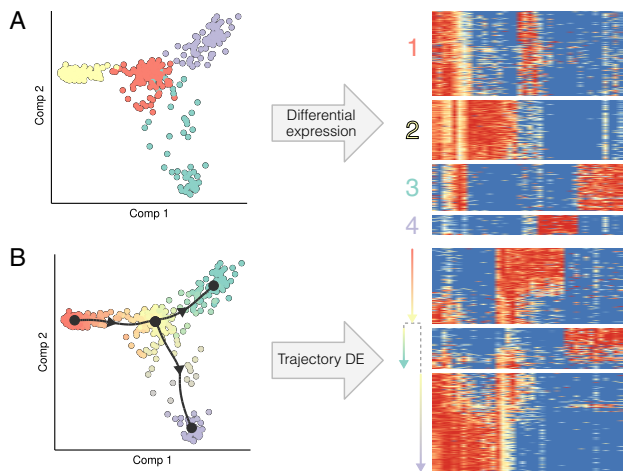 A
Comp 2
Comp 1
Differential
expression
1
2
3
4
B
Comp 2
Comp 1
Trajectory DE